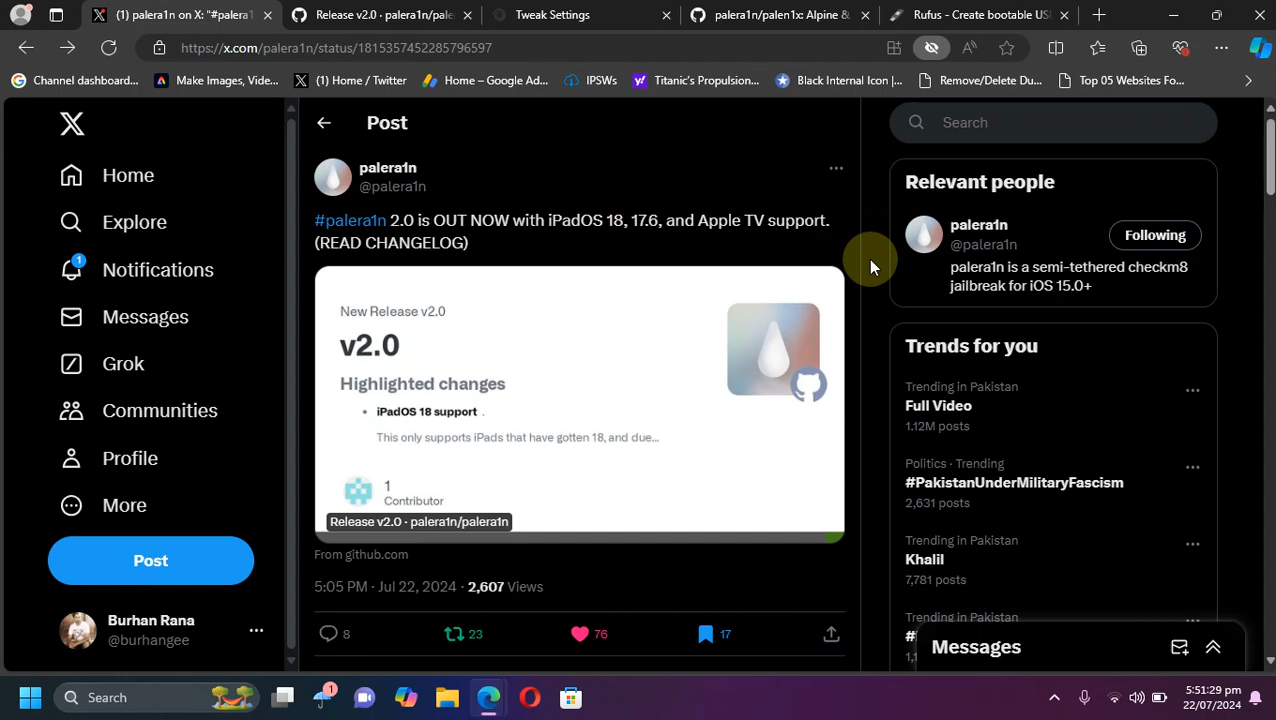 (1) palera1n on X: "#palera1
Release v2.0 · palera1n/pale
Tweak Settings
palera1n/palen1x: Alpine &
Rufus - Create bootable US
https://x.com/palera1n/status/1815357452285796597
Channel dashboard...
Make Images, Vide...
(1) Home / Twitter
Home – Google Ad...
IPSWs
Titanic's Propulsion...
Black Internal Icon |...
Remove/Delete Du...
Top 05 Websites Fo...
Home
Explore
1
Notifications
Messages
Grok
Communities
Profile
More
Post
Burhan Rana
@burhangee
Post
palera1n
@palera1n
#palera1n 2.0 is OUT NOW with iPadOS 18, 17.6, and Apple TV support.
(READ CHANGELOG)
New Release v2.0
v2.0
Highlighted changes
• iPadOS 18 support .
This only supports iPads that have gotten 18, and due...
1
Contributor
Release v2.0 · palera1n/palera1n
From github.com
5:05 PM · Jul 22, 2024 · 2,607 Views
8 23 76 17
Search
Relevant people
palera1n
@palera1n
Following
palera1n is a semi-tethered checkm8
jailbreak for iOS 15.0+
Trends for you
Trending in Pakistan
Full Video
1.12M posts
Politics · Trending
#PakistanUnderMilitaryFascism
2,631 posts
Trending in Pakistan
Khalil
7,781 posts
Trending in Pakistan
Messages
Search
1
5:51:29 pm
22/07/2024